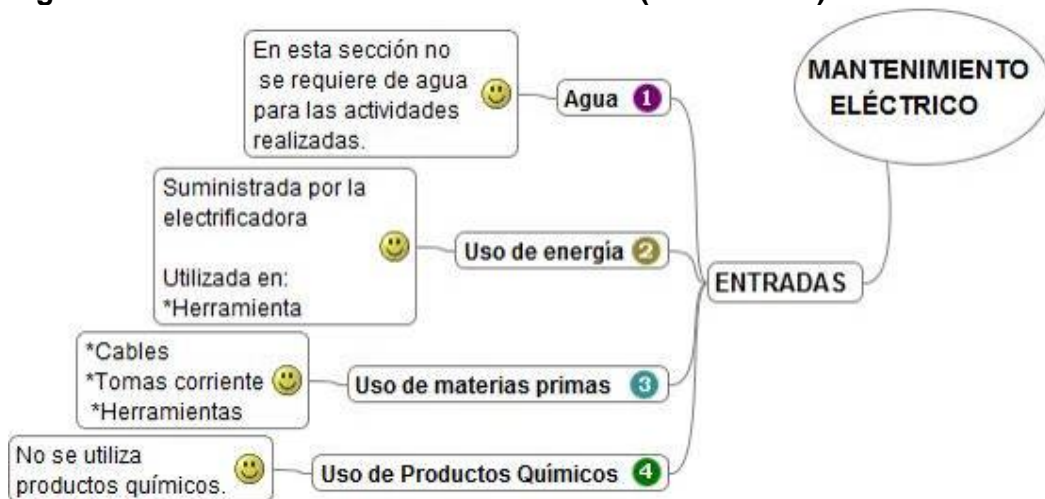 MANTENIMIENTO
ELÉCTRICO
ENTRADAS
Agua 1
En esta sección no
se requiere de agua
para las actividades
realizadas.
Uso de energía 2
Suministrada por la
electrificadora
Utilizada en:
*Herramienta
Uso de materias primas 3
*Cables
*Tomas corriente
*Herramientas
Uso de Productos Químicos 4
No se utiliza
productos químicos.